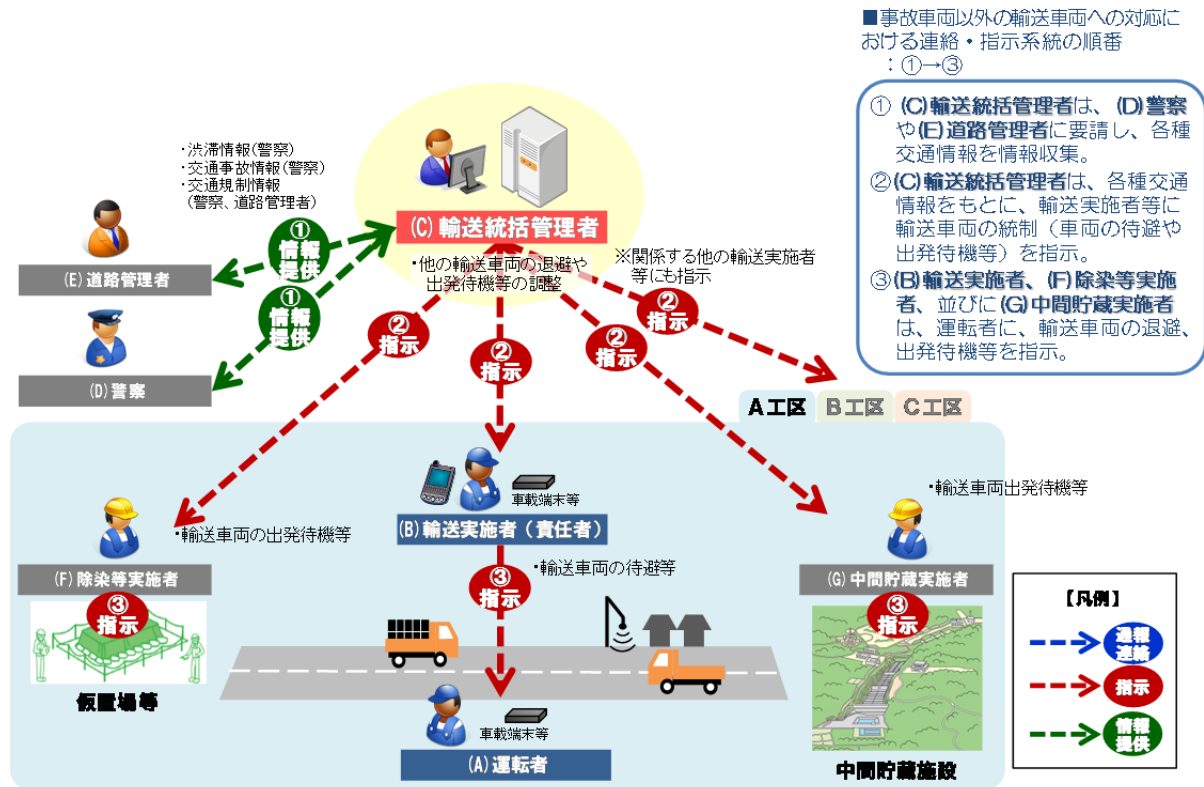 ■事故車両以外の輸送車両への対応に
おける連絡・指示系統の順番
：①→③
① (C)輸送統括管理者は、(D)警察
や(E)道路管理者に要請し、各種
交通情報を情報収集。
②(C)輸送統括管理者は、各種交通
情報をもとに、輸送実施者等に
輸送車両の統制（車両の待避や
出発待機等）を指示。
③(B)輸送実施者、(F)除染等実施
者、並びに(G)中間貯蔵実施者
は、運転者に、輸送車両の退避、
出発待機等を指示。
・渋滞情報(警察)
・交通事故情報(警察)
・交通規制情報
(警察、道路管理者)
(C) 輸送統括管理者
・他の輸送車両の退避や
出発待機等の調整
※関係する他の輸送実施者
等にも指示
(E) 道路管理者
①
情報
提供
①
情報
提供
(D) 警察
②
指示
②
指示
②
指示
②
指示
A工区 B工区 C工区
車載端末等
・輸送車両出発待機等
・輸送車両の出発待機等
(B) 輸送実施者（責任者）
(F) 除染等実施者
③
指示
・輸送車両の待避等
③
指示
(G) 中間貯蔵実施者
③
指示
仮置場等
車載端末等
(A) 運転者
中間貯蔵施設
【凡例】
通報
連絡
指示
情報
提供